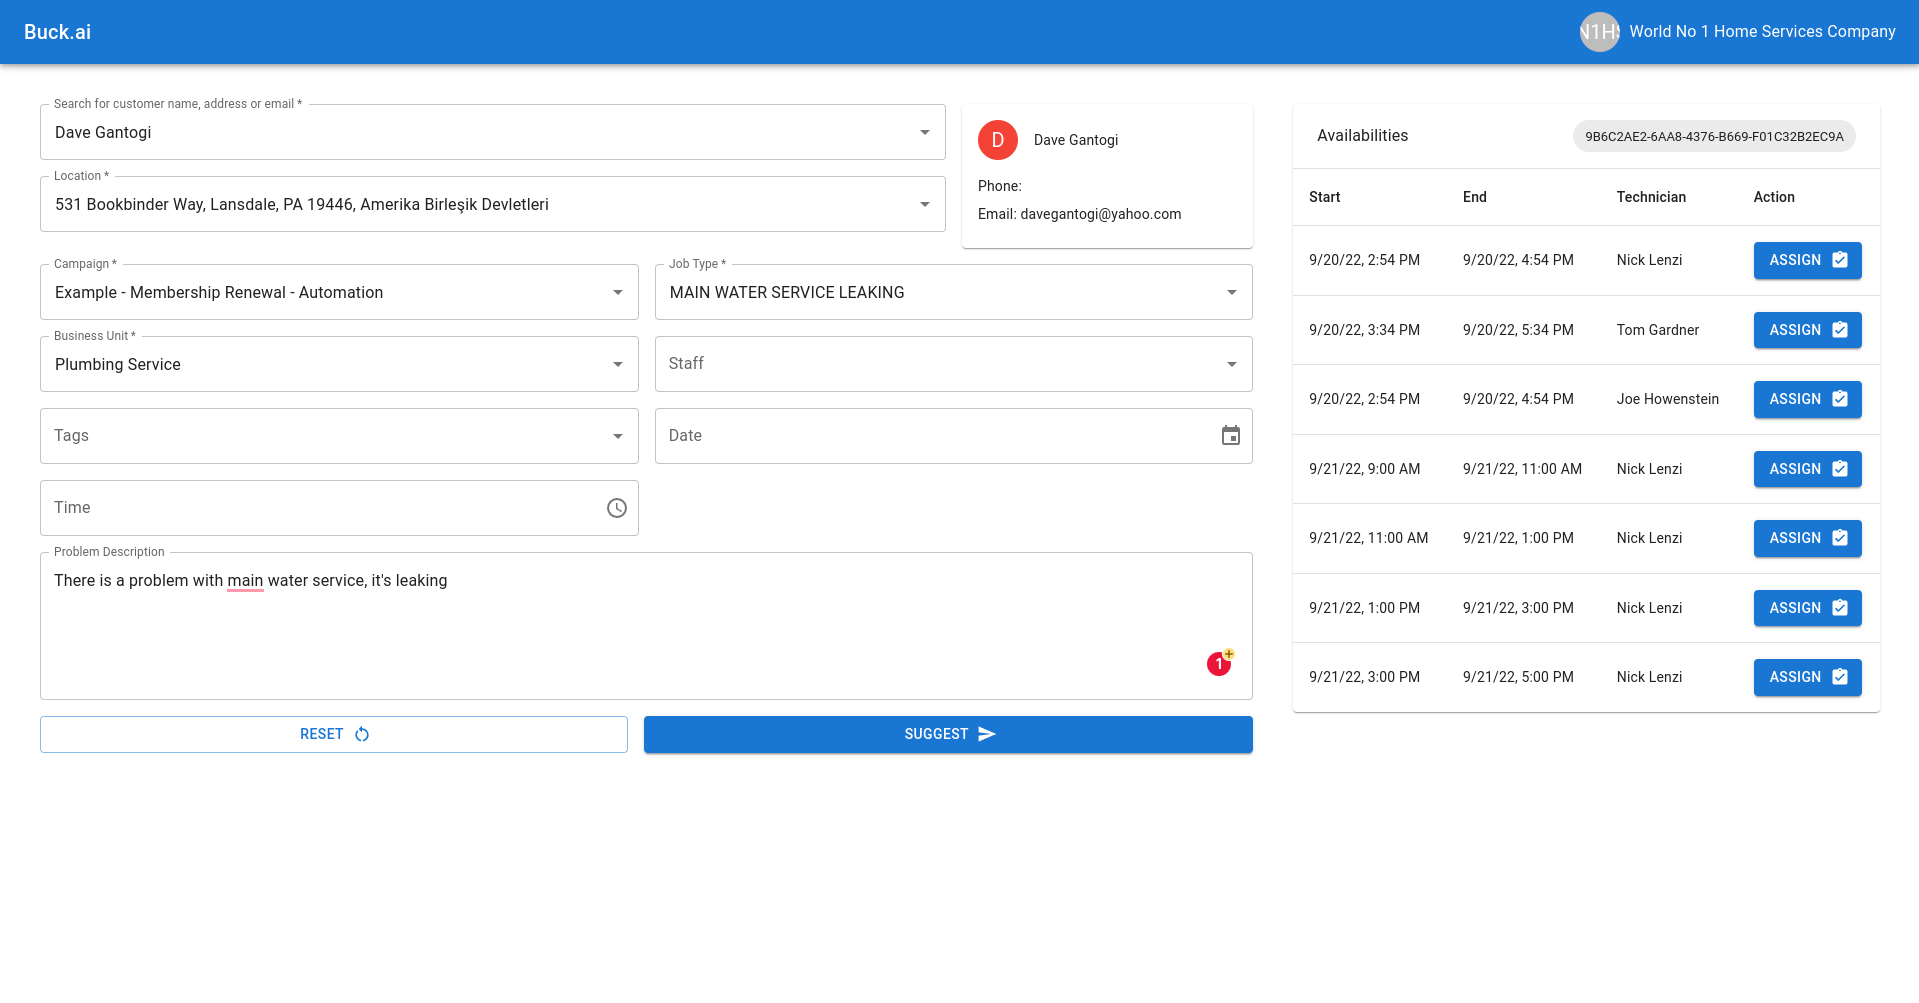 Buck.ai
N1HS World No 1 Home Services Company
Search for customer name, address or email *
Dave Gantogi
Location *
531 Bookbinder Way, Lansdale, PA 19446, Amerika Birleşik Devletleri
D Dave Gantogi
Phone:
Email: davegantogi@yahoo.com
Campaign *
Example - Membership Renewal - Automation
Job Type *
MAIN WATER SERVICE LEAKING
Business Unit *
Plumbing Service
Staff
Tags
Date
Time
Problem Description
There is a problem with main water service, it's leaking
1
RESET
SUGGEST
Availabilities 9B6C2AE2-6AA8-4376-B669-F01C32B2EC9A
Start End Technician Action
9/20/22, 2:54 PM 9/20/22, 4:54 PM Nick Lenzi ASSIGN
9/20/22, 3:34 PM 9/20/22, 5:34 PM Tom Gardner ASSIGN
9/20/22, 2:54 PM 9/20/22, 4:54 PM Joe Howenstein ASSIGN
9/21/22, 9:00 AM 9/21/22, 11:00 AM Nick Lenzi ASSIGN
9/21/22, 11:00 AM 9/21/22, 1:00 PM Nick Lenzi ASSIGN
9/21/22, 1:00 PM 9/21/22, 3:00 PM Nick Lenzi ASSIGN
9/21/22, 3:00 PM 9/21/22, 5:00 PM Nick Lenzi ASSIGN